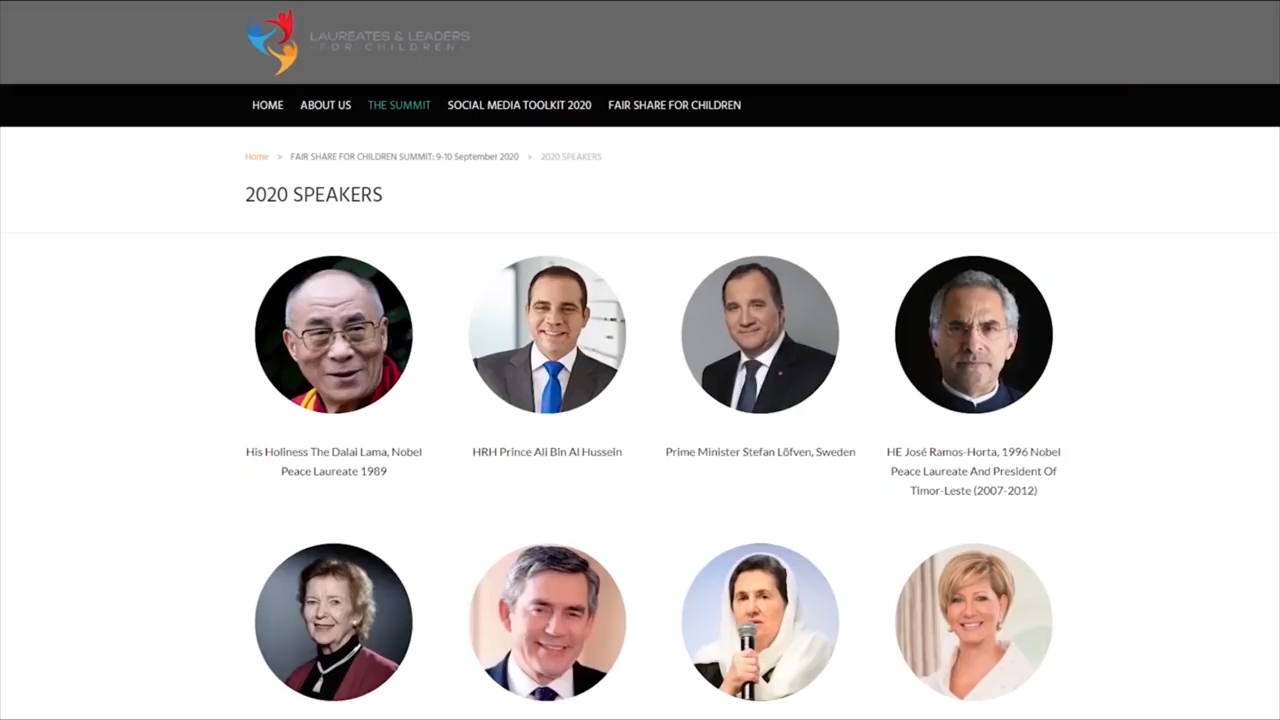 LAUREATES & LEADERS
-FOR CHILDREN-
HOME ABOUT US THE SUMMIT SOCIAL MEDIA TOOLKIT 2020 FAIR SHARE FOR CHILDREN
Home > FAIR SHARE FOR CHILDREN SUMMIT: 9-10 September 2020 > 2020 SPEAKERS
2020 SPEAKERS
His Holiness The Dalai Lama, Nobel
Peace Laureate 1989
HRH Prince Ali Bin Al Hussein
Prime Minister Stefan Löfven, Sweden
HE José Ramos-Horta, 1996 Nobel
Peace Laureate And President Of
Timor-Leste (2007-2012)